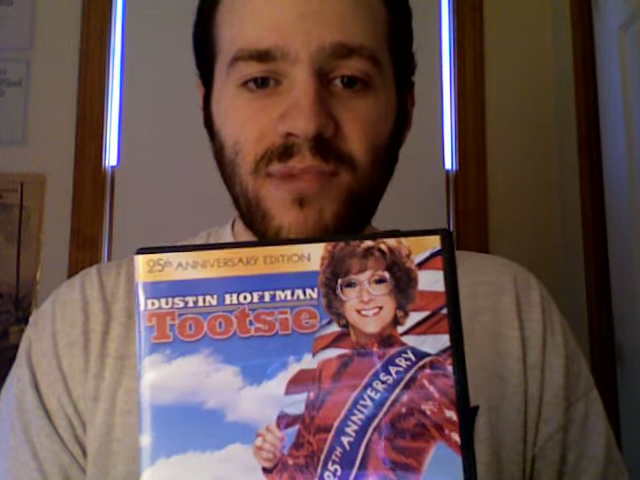 25th ANNIVERSARY EDITION
DUSTIN HOFFMAN
Tootsie
25TH ANNIVERSARY